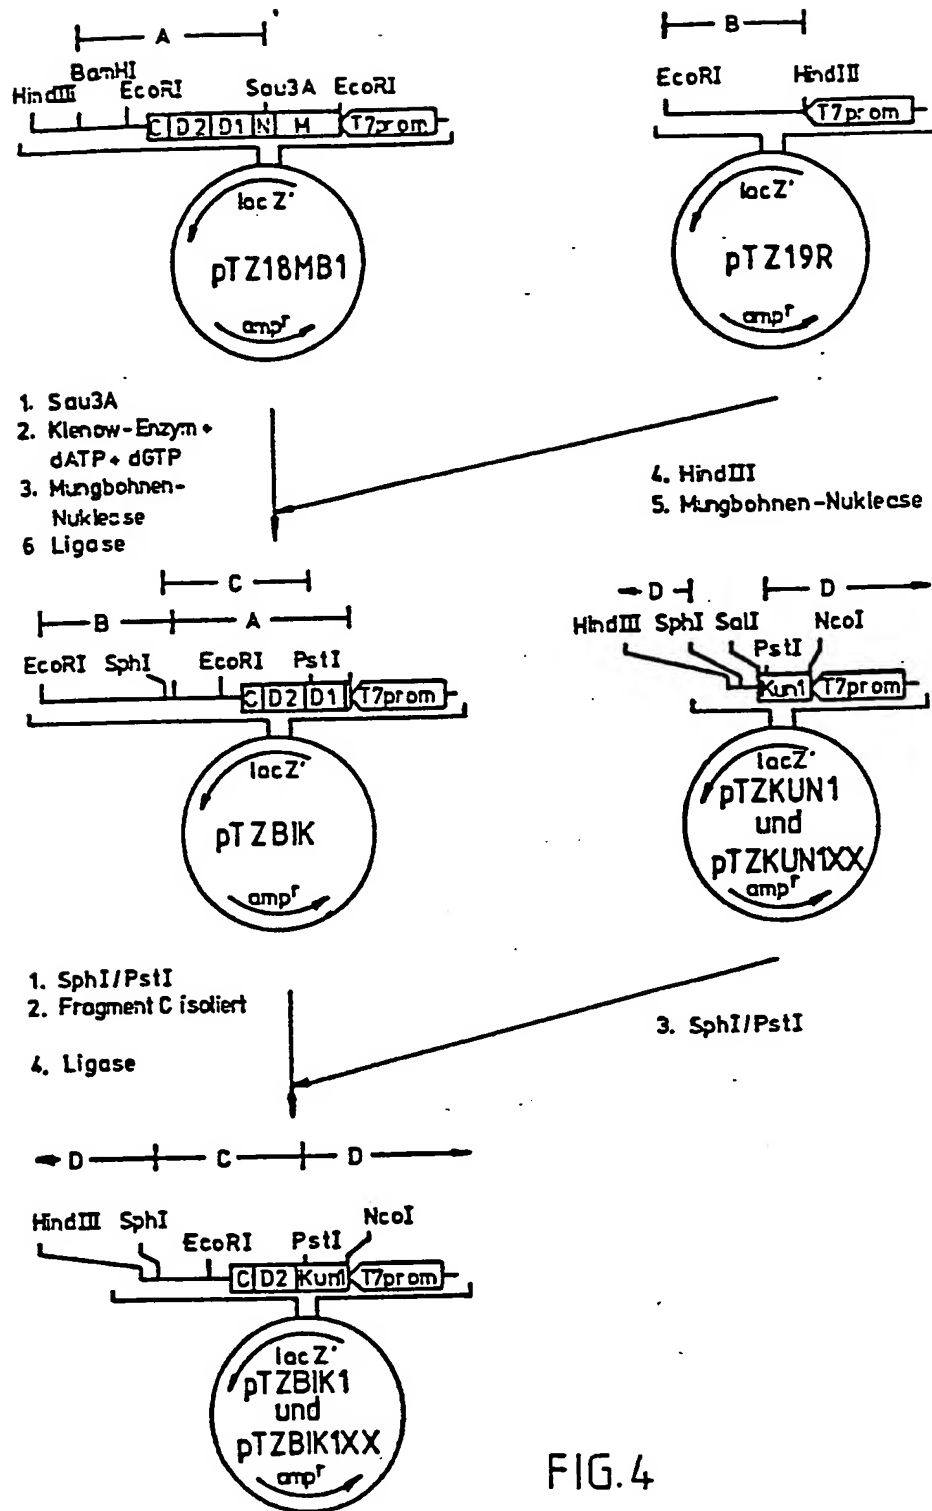 A
BamHI
HindIII EcoRI Sau3A EcoRI
C D2 D1 N M T7prom
lac Z'
pTZ18MB1
ampr
B
EcoRI HindIII
T7prom
lac Z'
pTZ19R
ampr
1. Sau3A
2. Klenow-Enzym +
dATP + dGTP
3. Mungbohnen-
Nuklease
6 Ligase
4. HindIII
5. Mungbohnen-Nuklease
C
B A
EcoRI SphI EcoRI PstI
C D2 D1 T7prom
lacZ'
pTZBIK
ampr
D D
HindIII SphI SalI NcoI
PstI
Kun1 T7prom
lacZ'
pTZKUN1
und
pTZKUN1XX
ampr
1. SphI/PstI
2. Fragment C isoliert
4. Ligase
3. SphI/PstI
D C D
HindIII SphI EcoRI PstI NcoI
C D2 Kun1 T7prom
lacZ'
pTZBIK1
und
pTZBIK1XX
ampr
FIG.4